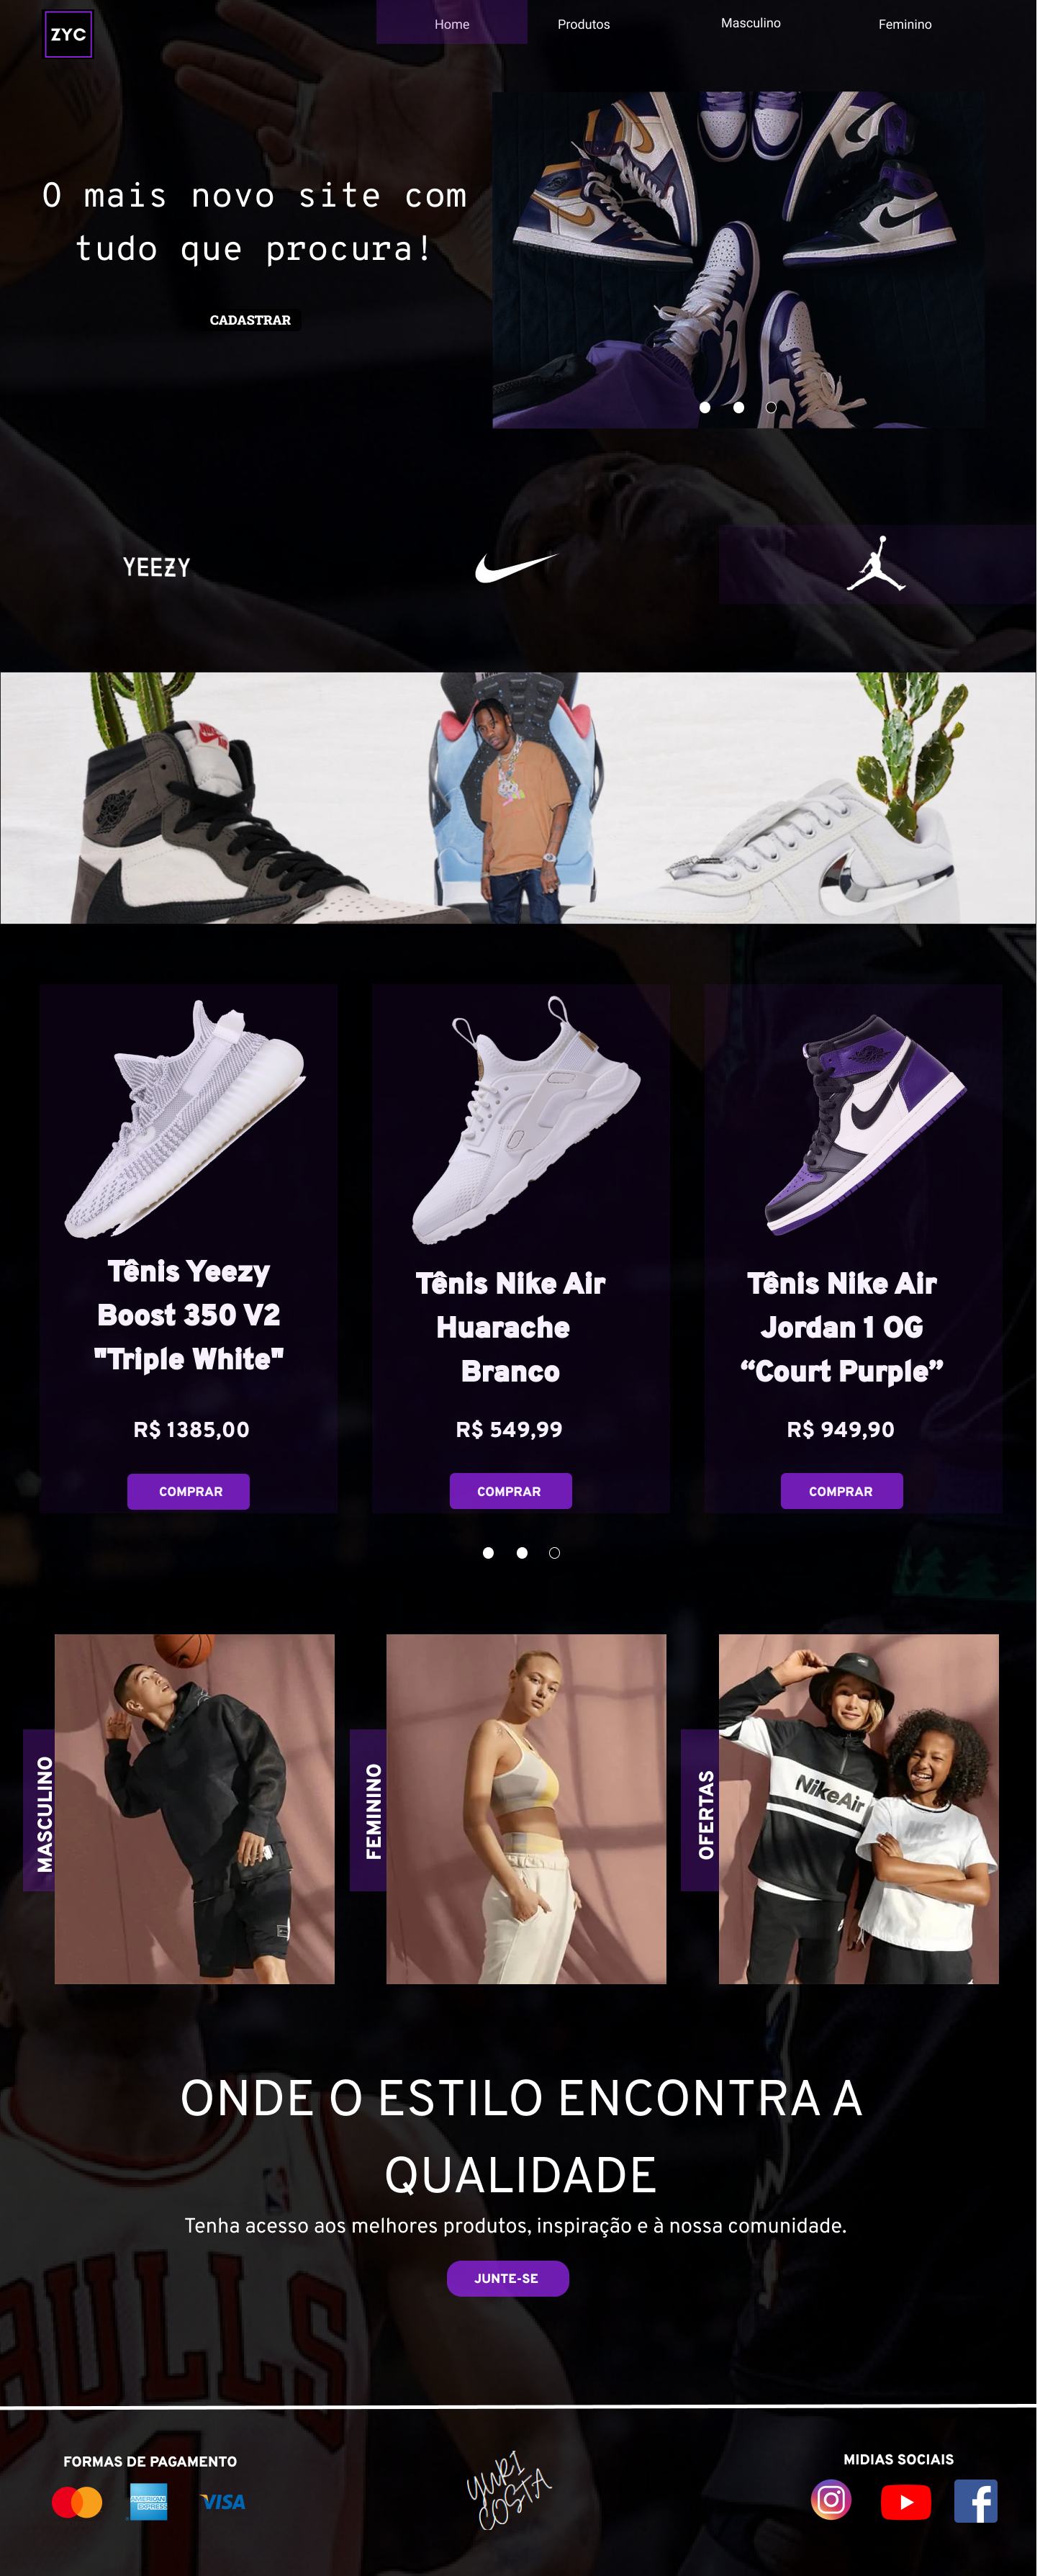 ZYC
Home
Produtos
Masculino
Feminino
O mais novo site com
tudo que procura!
CADASTRAR
YEEZY
Tênis Yeezy
Boost 350 V2
"Triple White"
R$ 1385,00
COMPRAR
Tênis Nike Air
Huarache
Branco
R$ 549,99
COMPRAR
Tênis Nike Air
Jordan 1 OG
“Court Purple”
R$ 949,90
COMPRAR
MASCULINO
FEMININO
OFERTAS
NikeAir
NIKE
ONDE O ESTILO ENCONTRA A
QUALIDADE
Tenha acesso aos melhores produtos, inspiração e à nossa comunidade.
JUNTE-SE
ULLS
FORMAS DE PAGAMENTO
AMERICAN
EXPRESS
VISA
YURI
COSTA
MIDIAS SOCIAIS